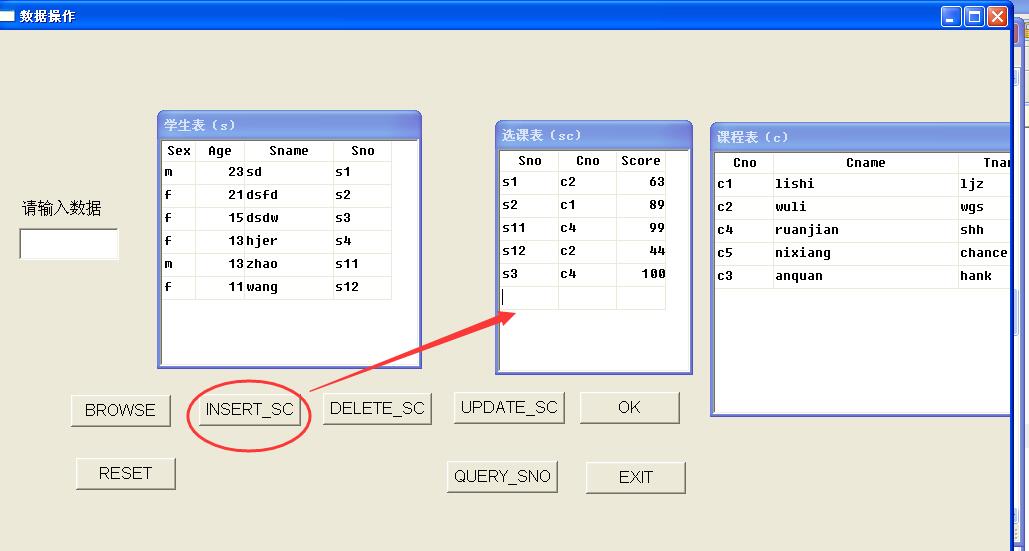 数据操作
请输入数据
学生表（s）
Sex Age Sname Sno
m 23 sd s1
f 21 dsfd s2
f 15 dsdw s3
f 13 hjer s4
m 13 zhao s11
f 11 wang s12
选课表（sc）
Sno Cno Score
s1 c2 63
s2 c1 89
s11 c4 99
s12 c2 44
s3 c4 100
课程表（c）
Cno Cname
c1 lishi ljz
c2 wuli wgs
c4 ruanjian shh
c5 nixiang chance
c3 anquan hank
BROWSE INSERT_SC DELETE_SC UPDATE_SC OK
RESET QUERY_SNO EXIT